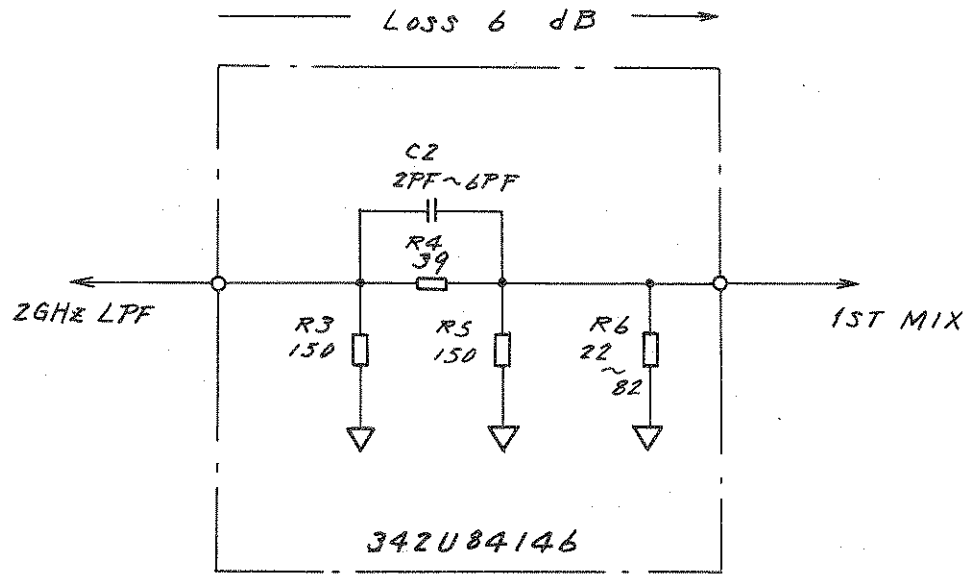 LOSS 6 dB
C2
2PF~6PF
R4
39
2GHz LPF
1ST MIX
R3
150
R5
150
R6
22
~
82
342U84146